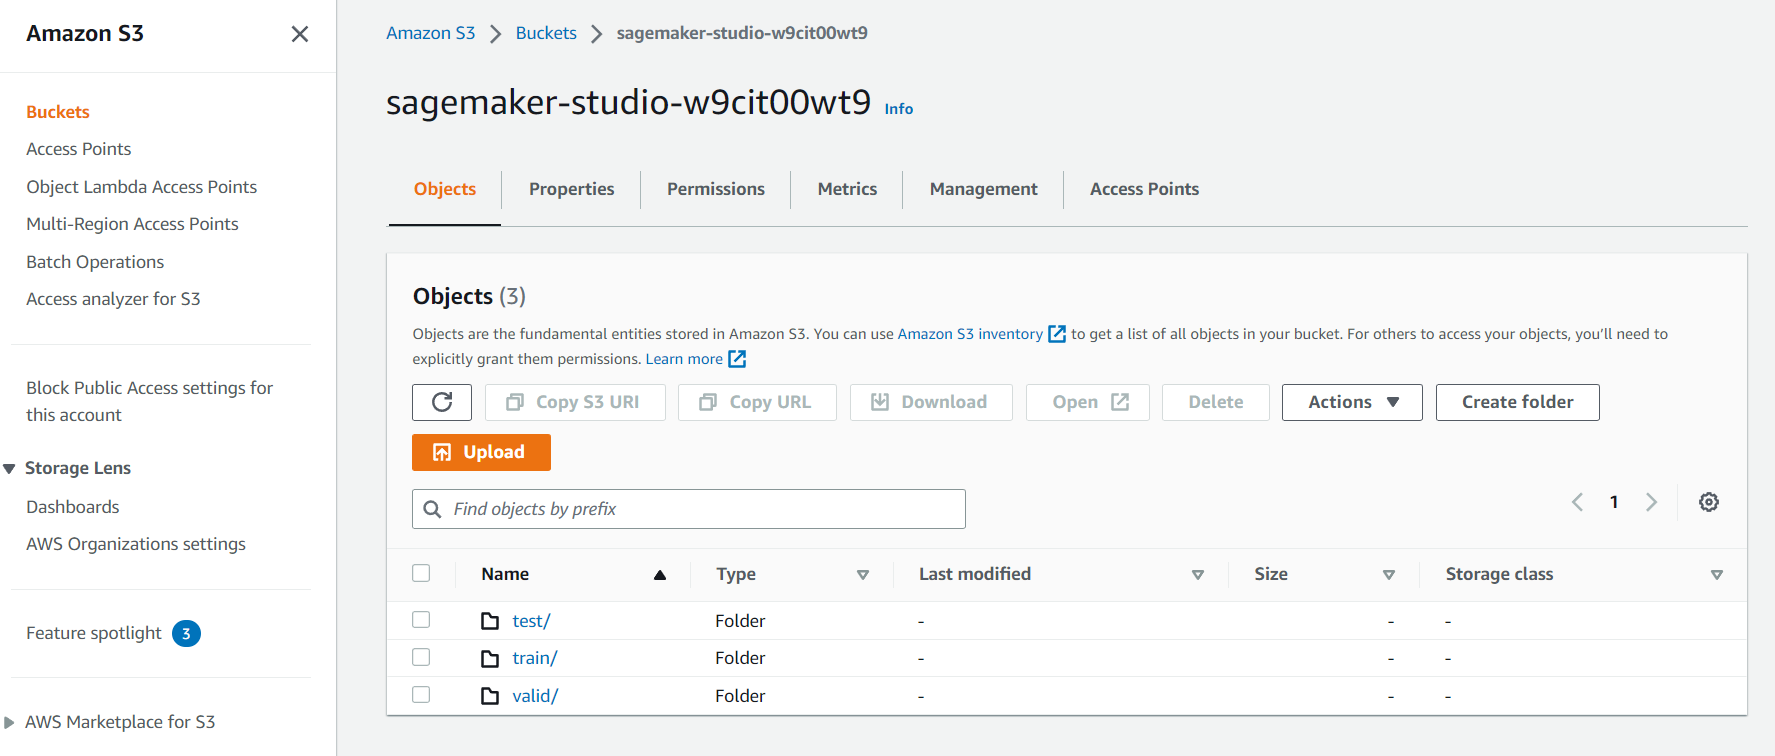 Amazon S3
Buckets
Access Points
Object Lambda Access Points
Multi-Region Access Points
Batch Operations
Access analyzer for S3
Block Public Access settings for
this account
Storage Lens
Dashboards
AWS Organizations settings
Feature spotlight 3
AWS Marketplace for S3
Amazon S3 Buckets sagemaker-studio-w9cit00wt9
sagemaker-studio-w9cit00wt9 Info
Objects Properties Permissions Metrics Management Access Points
Objects (3)
Objects are the fundamental entities stored in Amazon S3. You can use Amazon S3 inventory to get a list of all objects in your bucket. For others to access your objects, you'll need to
explicitly grant them permissions. Learn more
Copy S3 URI Copy URL Download Open Delete Actions Create folder
Upload
Find objects by prefix
1
Name Type Last modified Size Storage class
test/ Folder - - -
train/ Folder - - -
valid/ Folder - - -